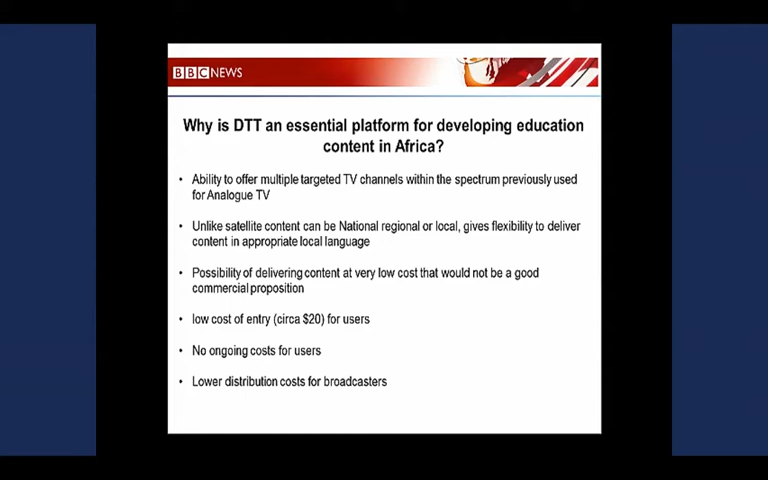 BBC NEWS
Why is DTT an essential platform for developing education
content in Africa?
• Ability to offer multiple targeted TV channels within the spectrum previously used
for Analogue TV
• Unlike satellite content can be National regional or local, gives flexibility to deliver
content in appropriate local language
• Possibility of delivering content at very low cost that would not be a good
commercial proposition
• low cost of entry (circa $20) for users
• No ongoing costs for users
• Lower distribution costs for broadcasters